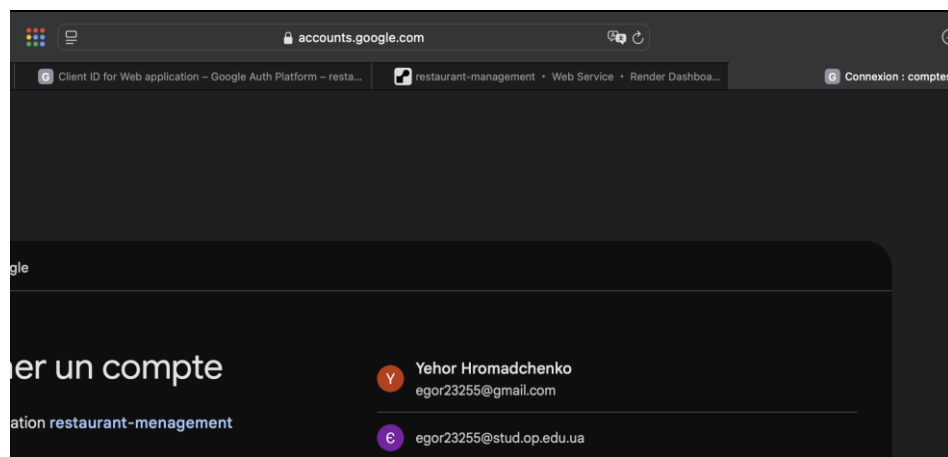 accounts.google.com
G Client ID for Web application – Google Auth Platform – resta...
restaurant-management • Web Service • Render Dashboa...
G Connexion : comptes
gle
er un compte
ation restaurant-menagement
Y Yehor Hromadchenko
egor23255@gmail.com
Є egor23255@stud.op.edu.ua